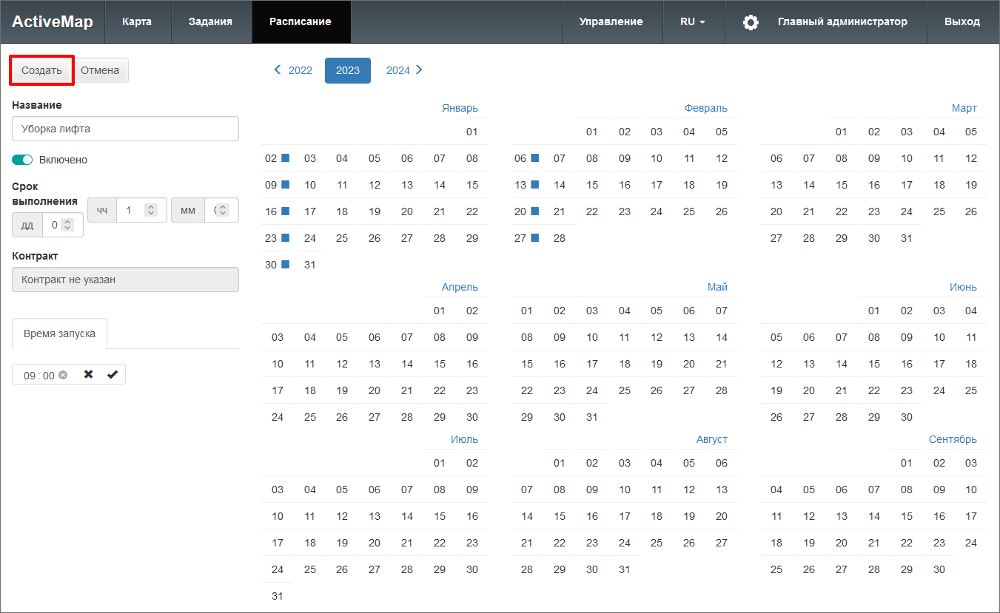 ActiveMap Карта Задания Расписание Управление RU Главный администратор Выход
Создать Отмена
2022 2023 2024
Название
Уборка лифта
Включено
Срок
выполнения
дд 0 чч 1 мм
Контракт
Контракт не указан
Время запуска
09 : 00
Январь
01
02 03 04 05 06 07 08
09 10 11 12 13 14 15
16 17 18 19 20 21 22
23 24 25 26 27 28 29
30 31
Февраль
01 02 03 04 05
06 07 08 09 10 11 12
13 14 15 16 17 18 19
20 21 22 23 24 25 26
27 28
Март
01 02 03 04 05
06 07 08 09 10 11 12
13 14 15 16 17 18 19
20 21 22 23 24 25 26
27 28 29 30 31
Апрель
01 02
03 04 05 06 07 08 09
10 11 12 13 14 15 16
17 18 19 20 21 22 23
24 25 26 27 28 29 30
Май
01 02 03 04 05 06 07
08 09 10 11 12 13 14
15 16 17 18 19 20 21
22 23 24 25 26 27 28
29 30 31
Июнь
01 02 03 04
05 06 07 08 09 10 11
12 13 14 15 16 17 18
19 20 21 22 23 24 25
26 27 28 29 30
Июль
01 02
03 04 05 06 07 08 09
10 11 12 13 14 15 16
17 18 19 20 21 22 23
24 25 26 27 28 29 30
31
Август
01 02 03 04 05 06
07 08 09 10 11 12 13
14 15 16 17 18 19 20
21 22 23 24 25 26 27
28 29 30 31
Сентябрь
01 02 03
04 05 06 07 08 09 10
11 12 13 14 15 16 17
18 19 20 21 22 23 24
25 26 27 28 29 30